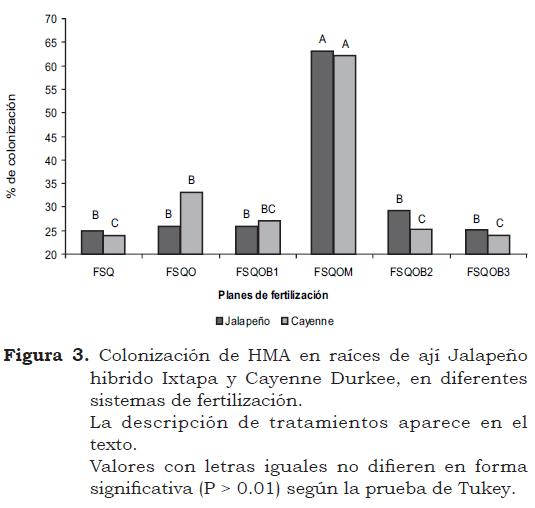 70
65
60
55
50
45
40
35
30
25
20
% de colonización
B C
B B
B BC
A A
B C
B C
FSQ FSQO FSQOB1 FSQOM FSQOB2 FSQOB3
Planes de fertilización
Jalapeño Cayenne
Figura 3. Colonización de HMA en raíces de ají Jalapeño
hibrido Ixtapa y Cayenne Durkee, en diferentes
sistemas de fertilización.
La descripción de tratamientos aparece en el
texto.
Valores con letras iguales no difieren en forma
significativa (P > 0.01) según la prueba de Tukey.